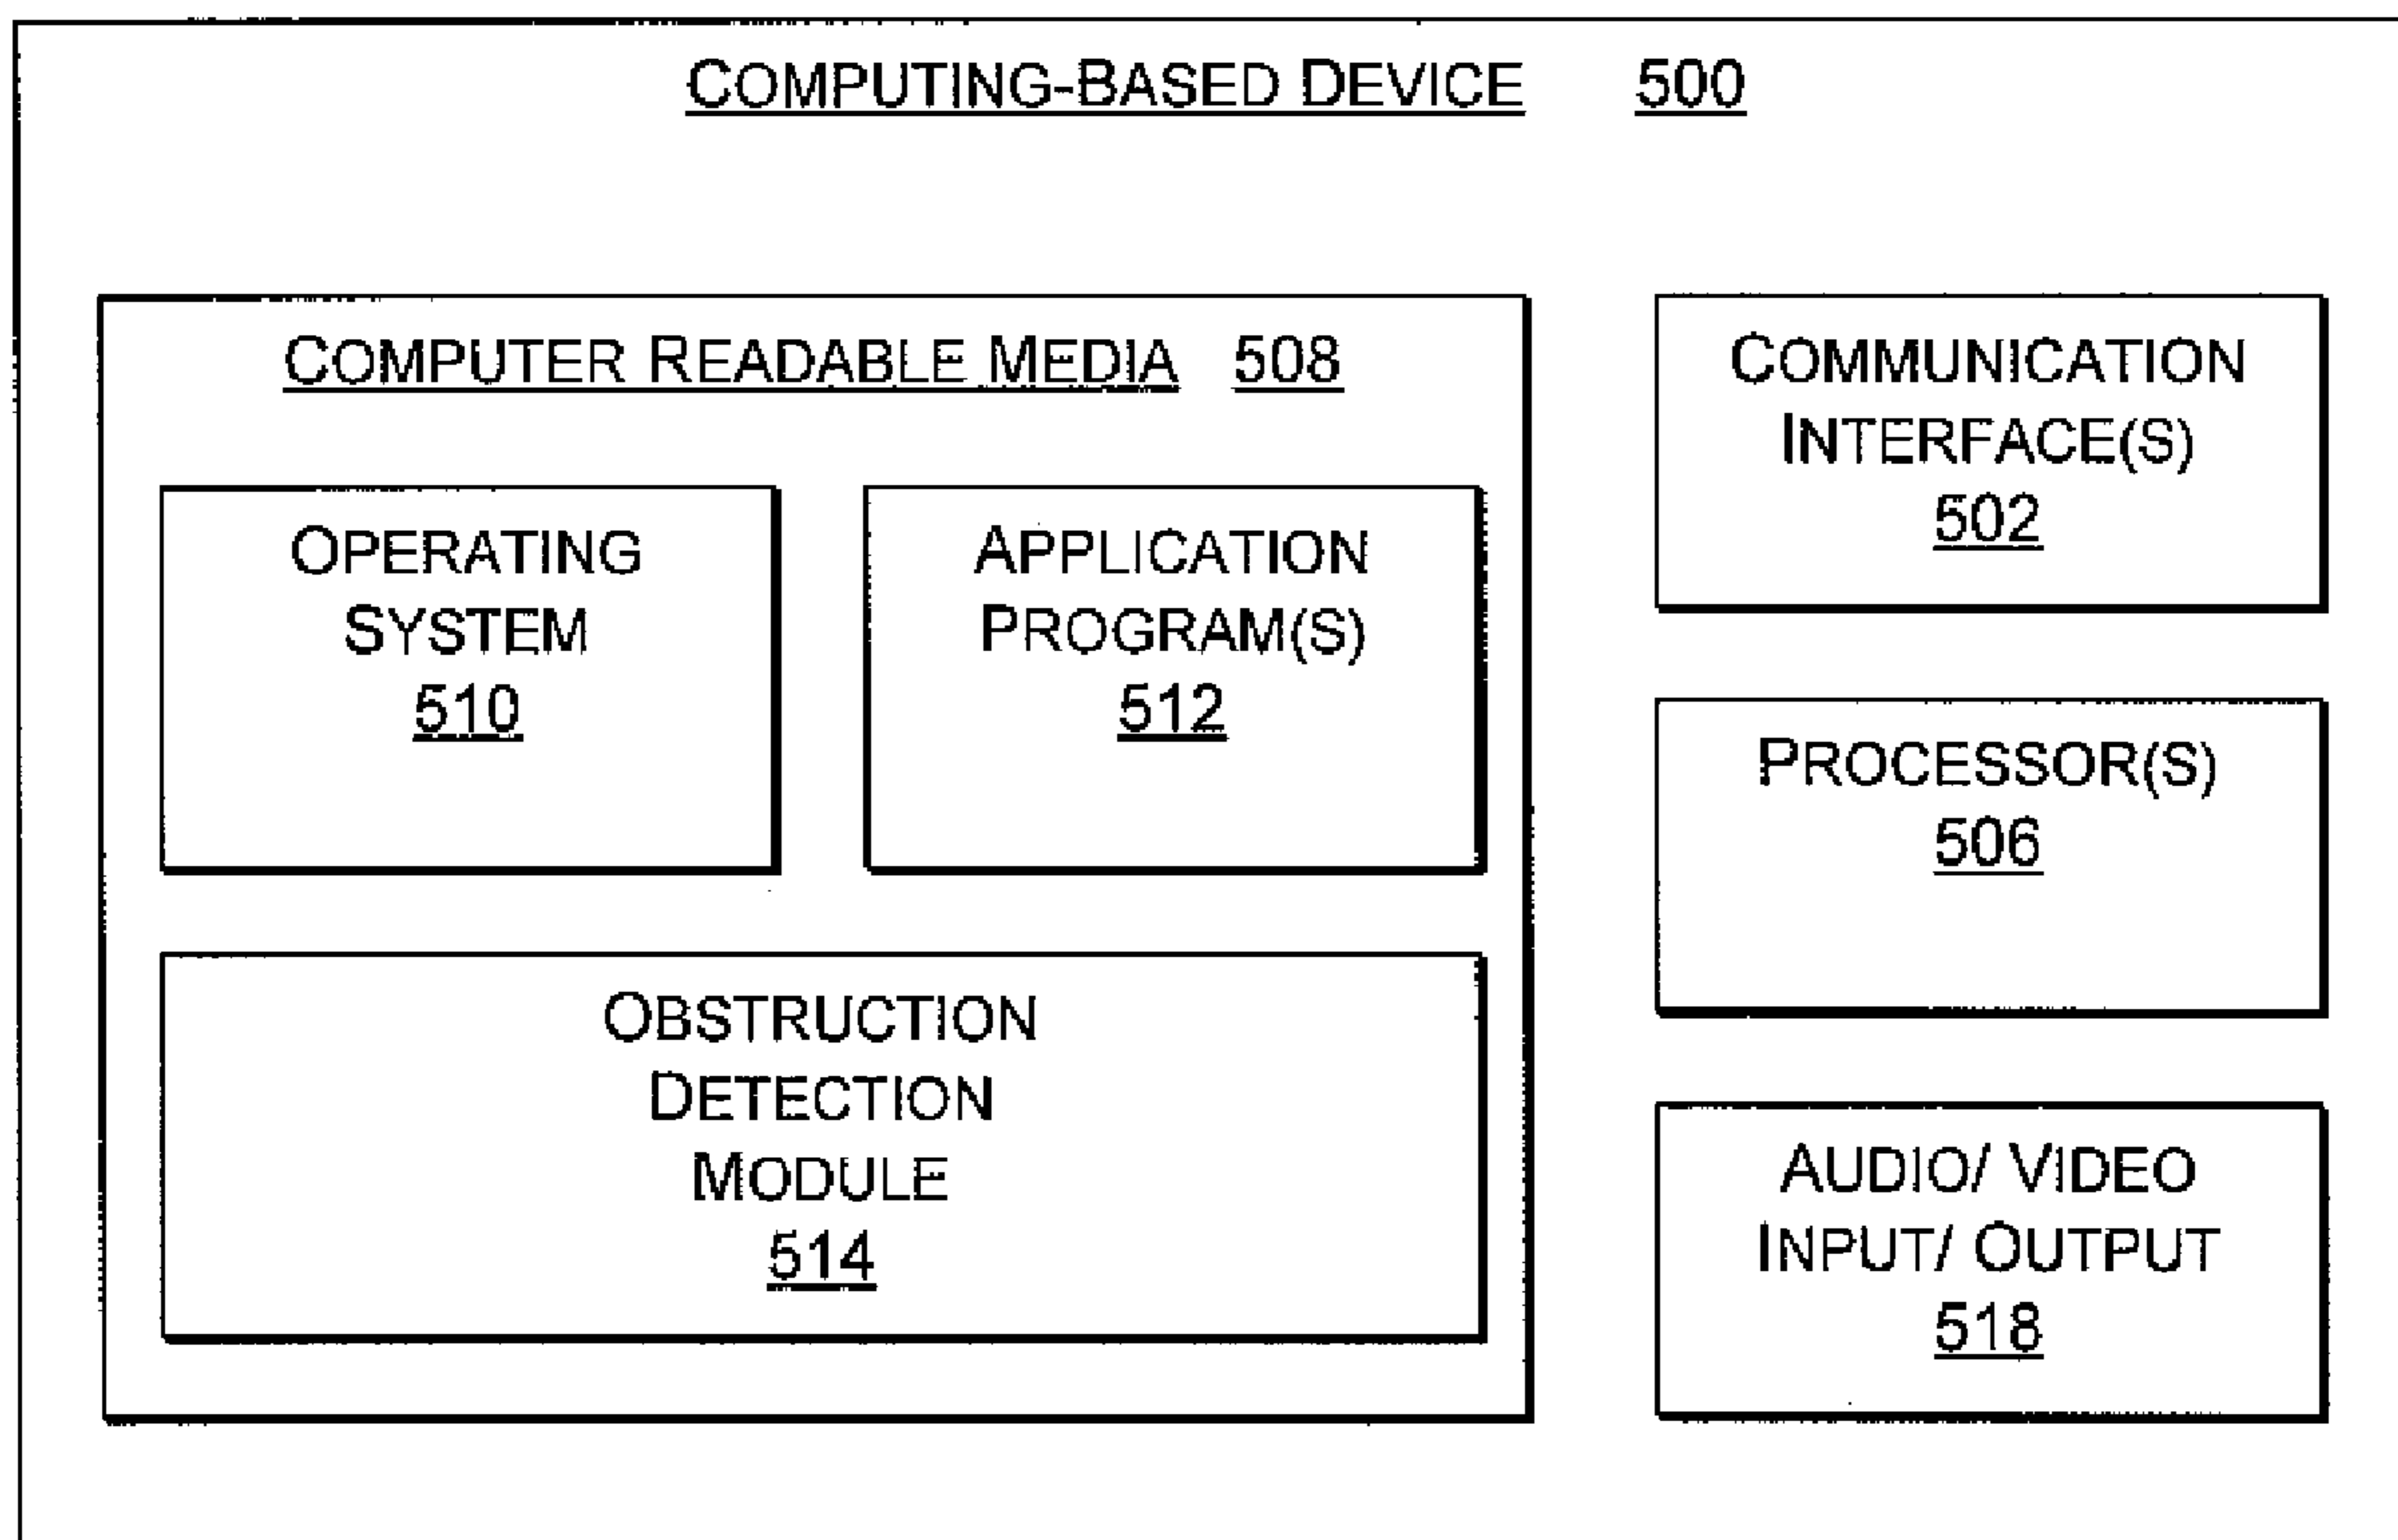 COMPUTING-BASED DEVICE 500
COMPUTER READABLE MEDIA 508
OPERATING
SYSTEM
510
APPLICATION
PROGRAM(S)
512
OBSTRUCTION
DETECTION
MODULE
514
COMMUNICATION
INTERFACE(S)
502
PROCESSOR(S)
506
AUDIO/ VIDEO
INPUT/ OUTPUT
518